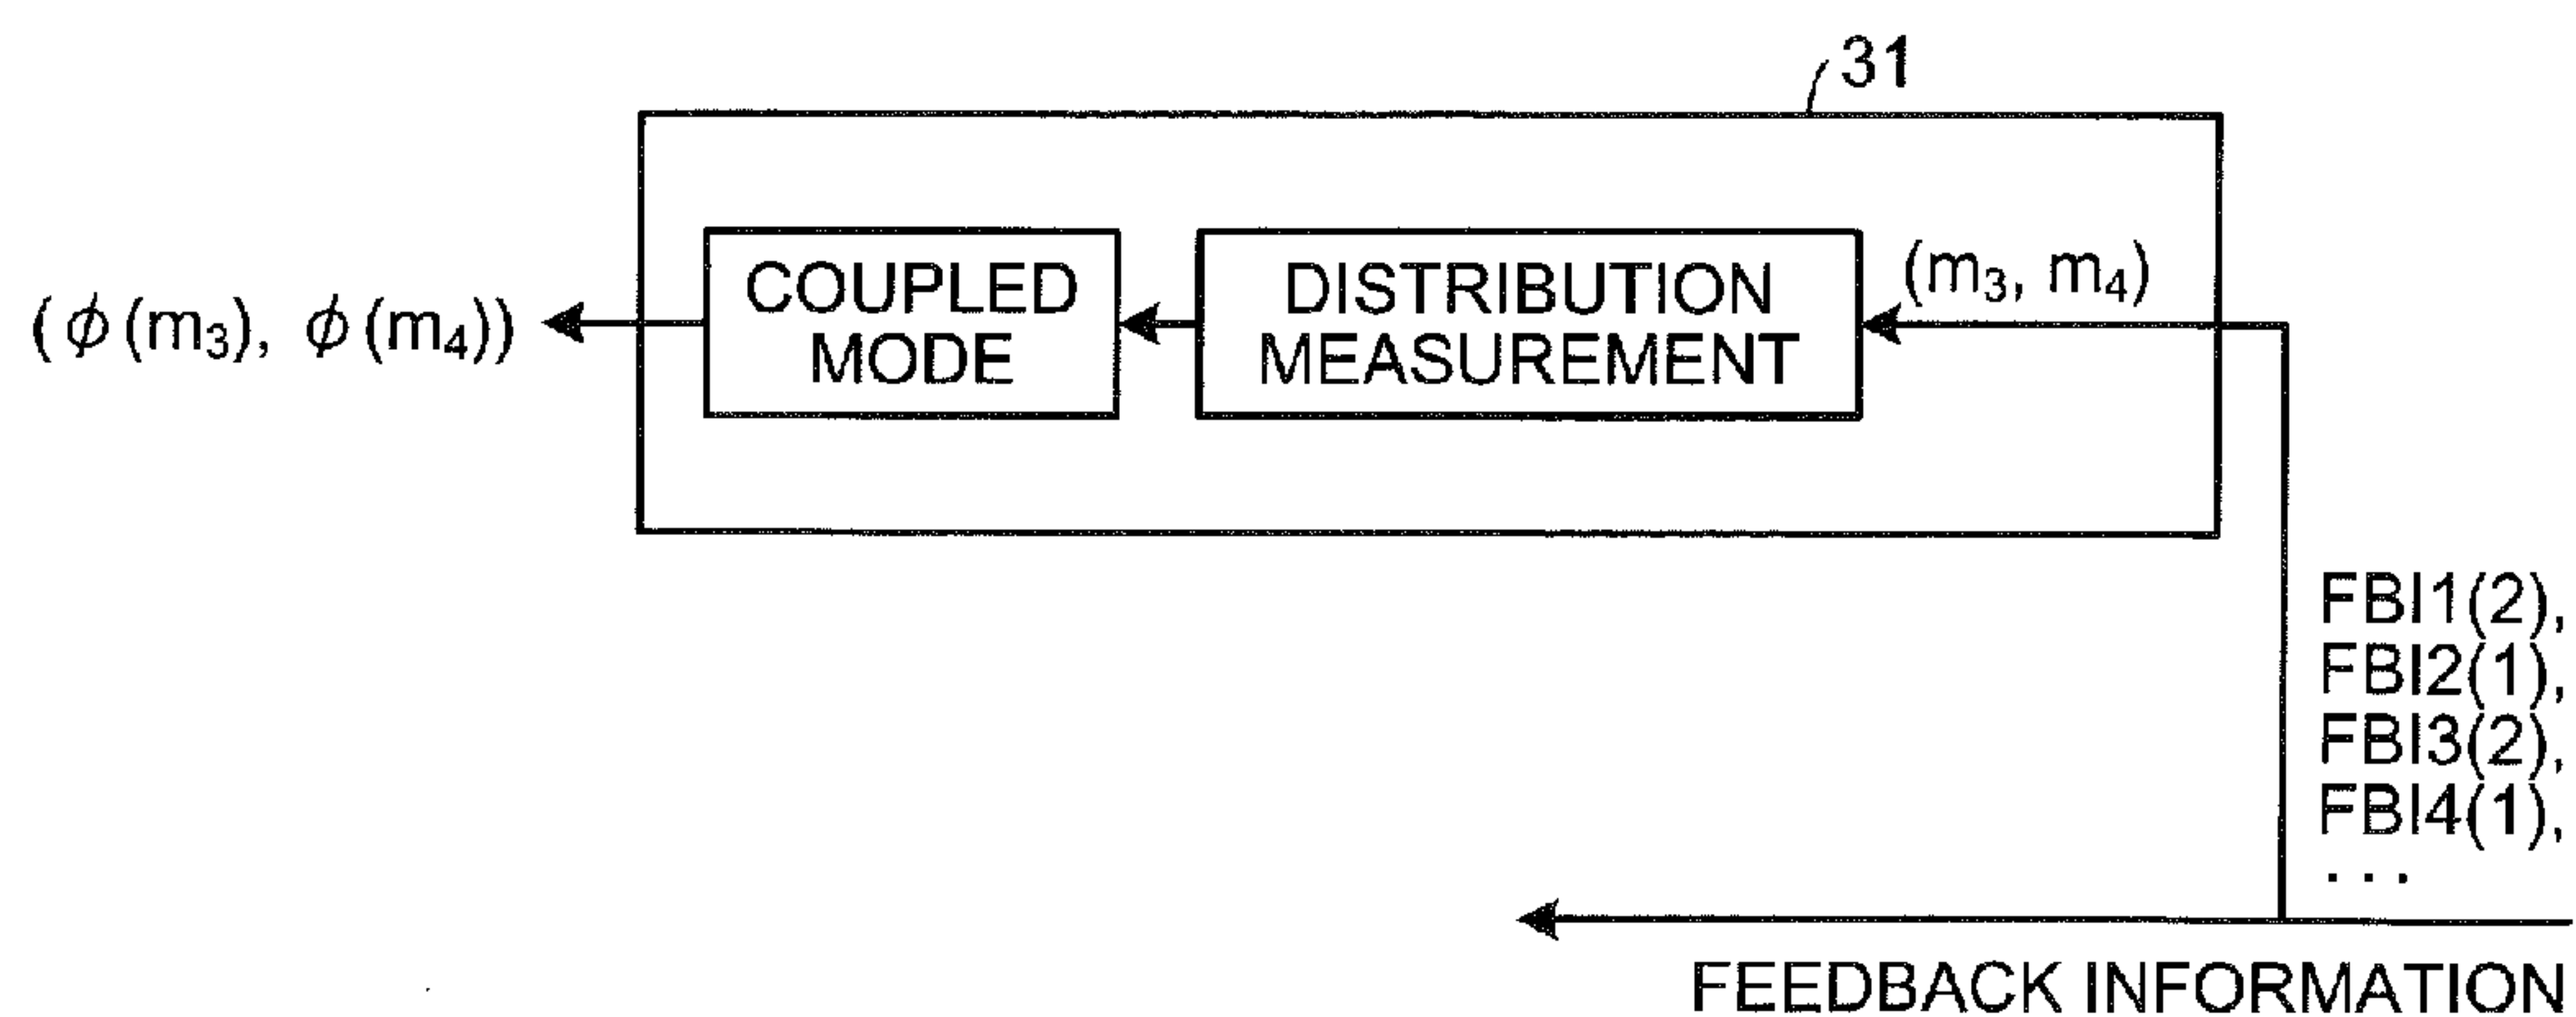 31
(ϕ(m₃), ϕ(m₄))
COUPLED
MODE
DISTRIBUTION
MEASUREMENT
(m₃, m₄)
FBI1(2),
FBI2(1),
FBI3(2),
FBI4(1),
...
FEEDBACK INFORMATION